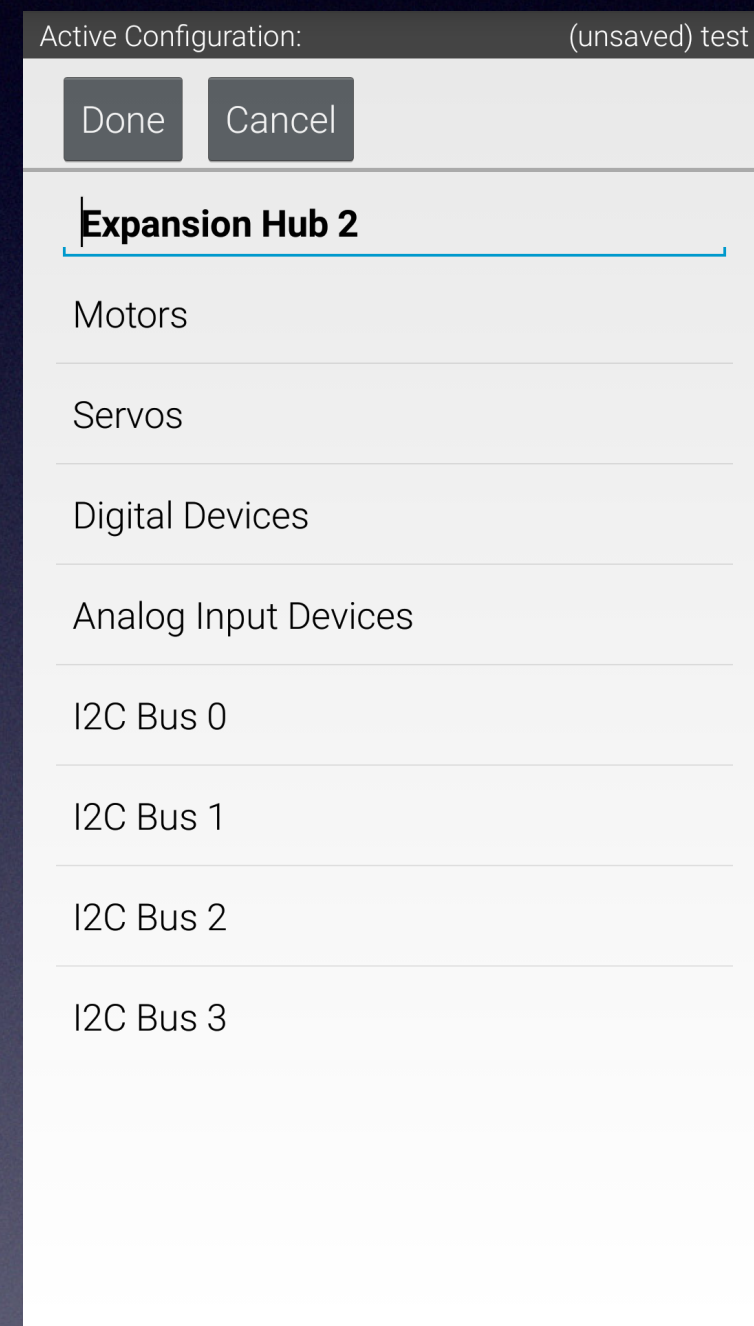 Active Configuration: (unsaved) test
Done Cancel
Expansion Hub 2
Motors
Servos
Digital Devices
Analog Input Devices
I2C Bus 0
I2C Bus 1
I2C Bus 2
I2C Bus 3